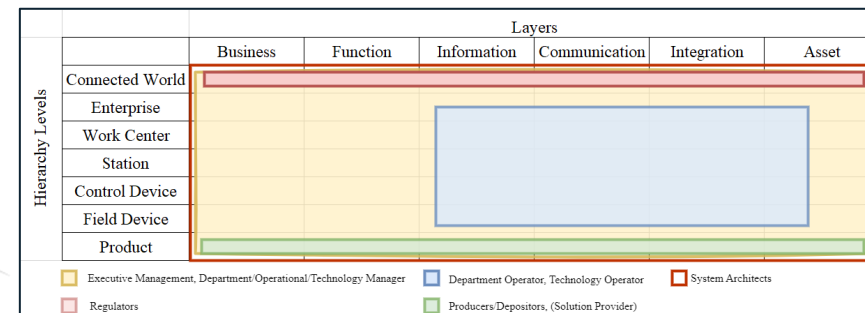 Layers
Business Function Information Communication Integration Asset
Hierarchy Levels
Connected World
Enterprise
Work Center
Station
Control Device
Field Device
Product
Executive Management, Department/Operational/Technology Manager
Department Operator, Technology Operator
System Architects
Regulators
Producers/Depositors, (Solution Provider)